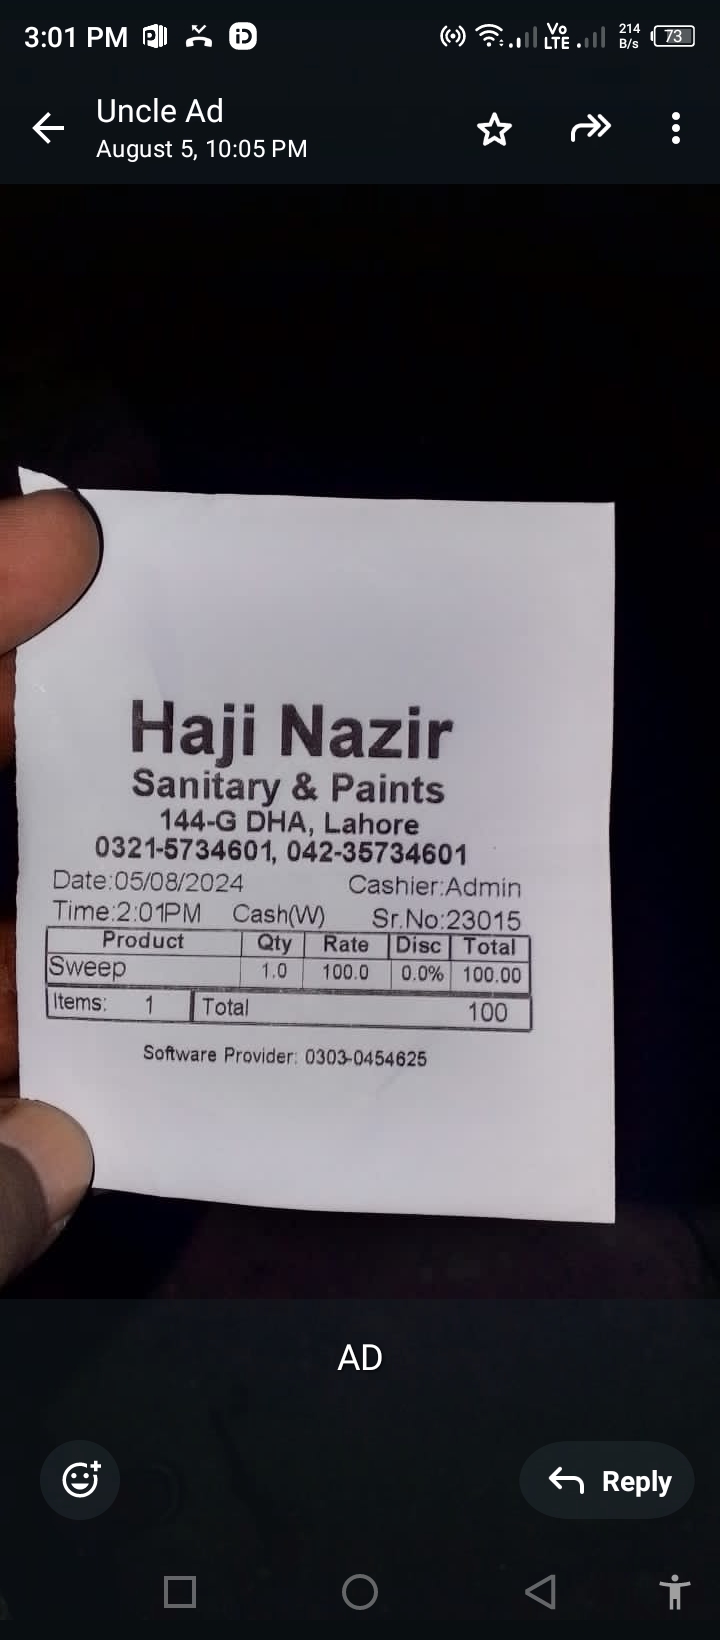 3:01 PM Vo LTE 214 B/s 73
Uncle Ad
August 5, 10:05 PM
Haji Nazir
Sanitary & Paints
144-G DHA, Lahore
0321-5734601, 042-35734601
Date:05/08/2024 Cashier:Admin
Time:2:01PM Cash(W) Sr.No:23015
Product Qty Rate Disc Total
Sweep 1.0 100.0 0.0% 100.00
Items: 1 Total 100
Software Provider: 0303-0454625
AD
Reply